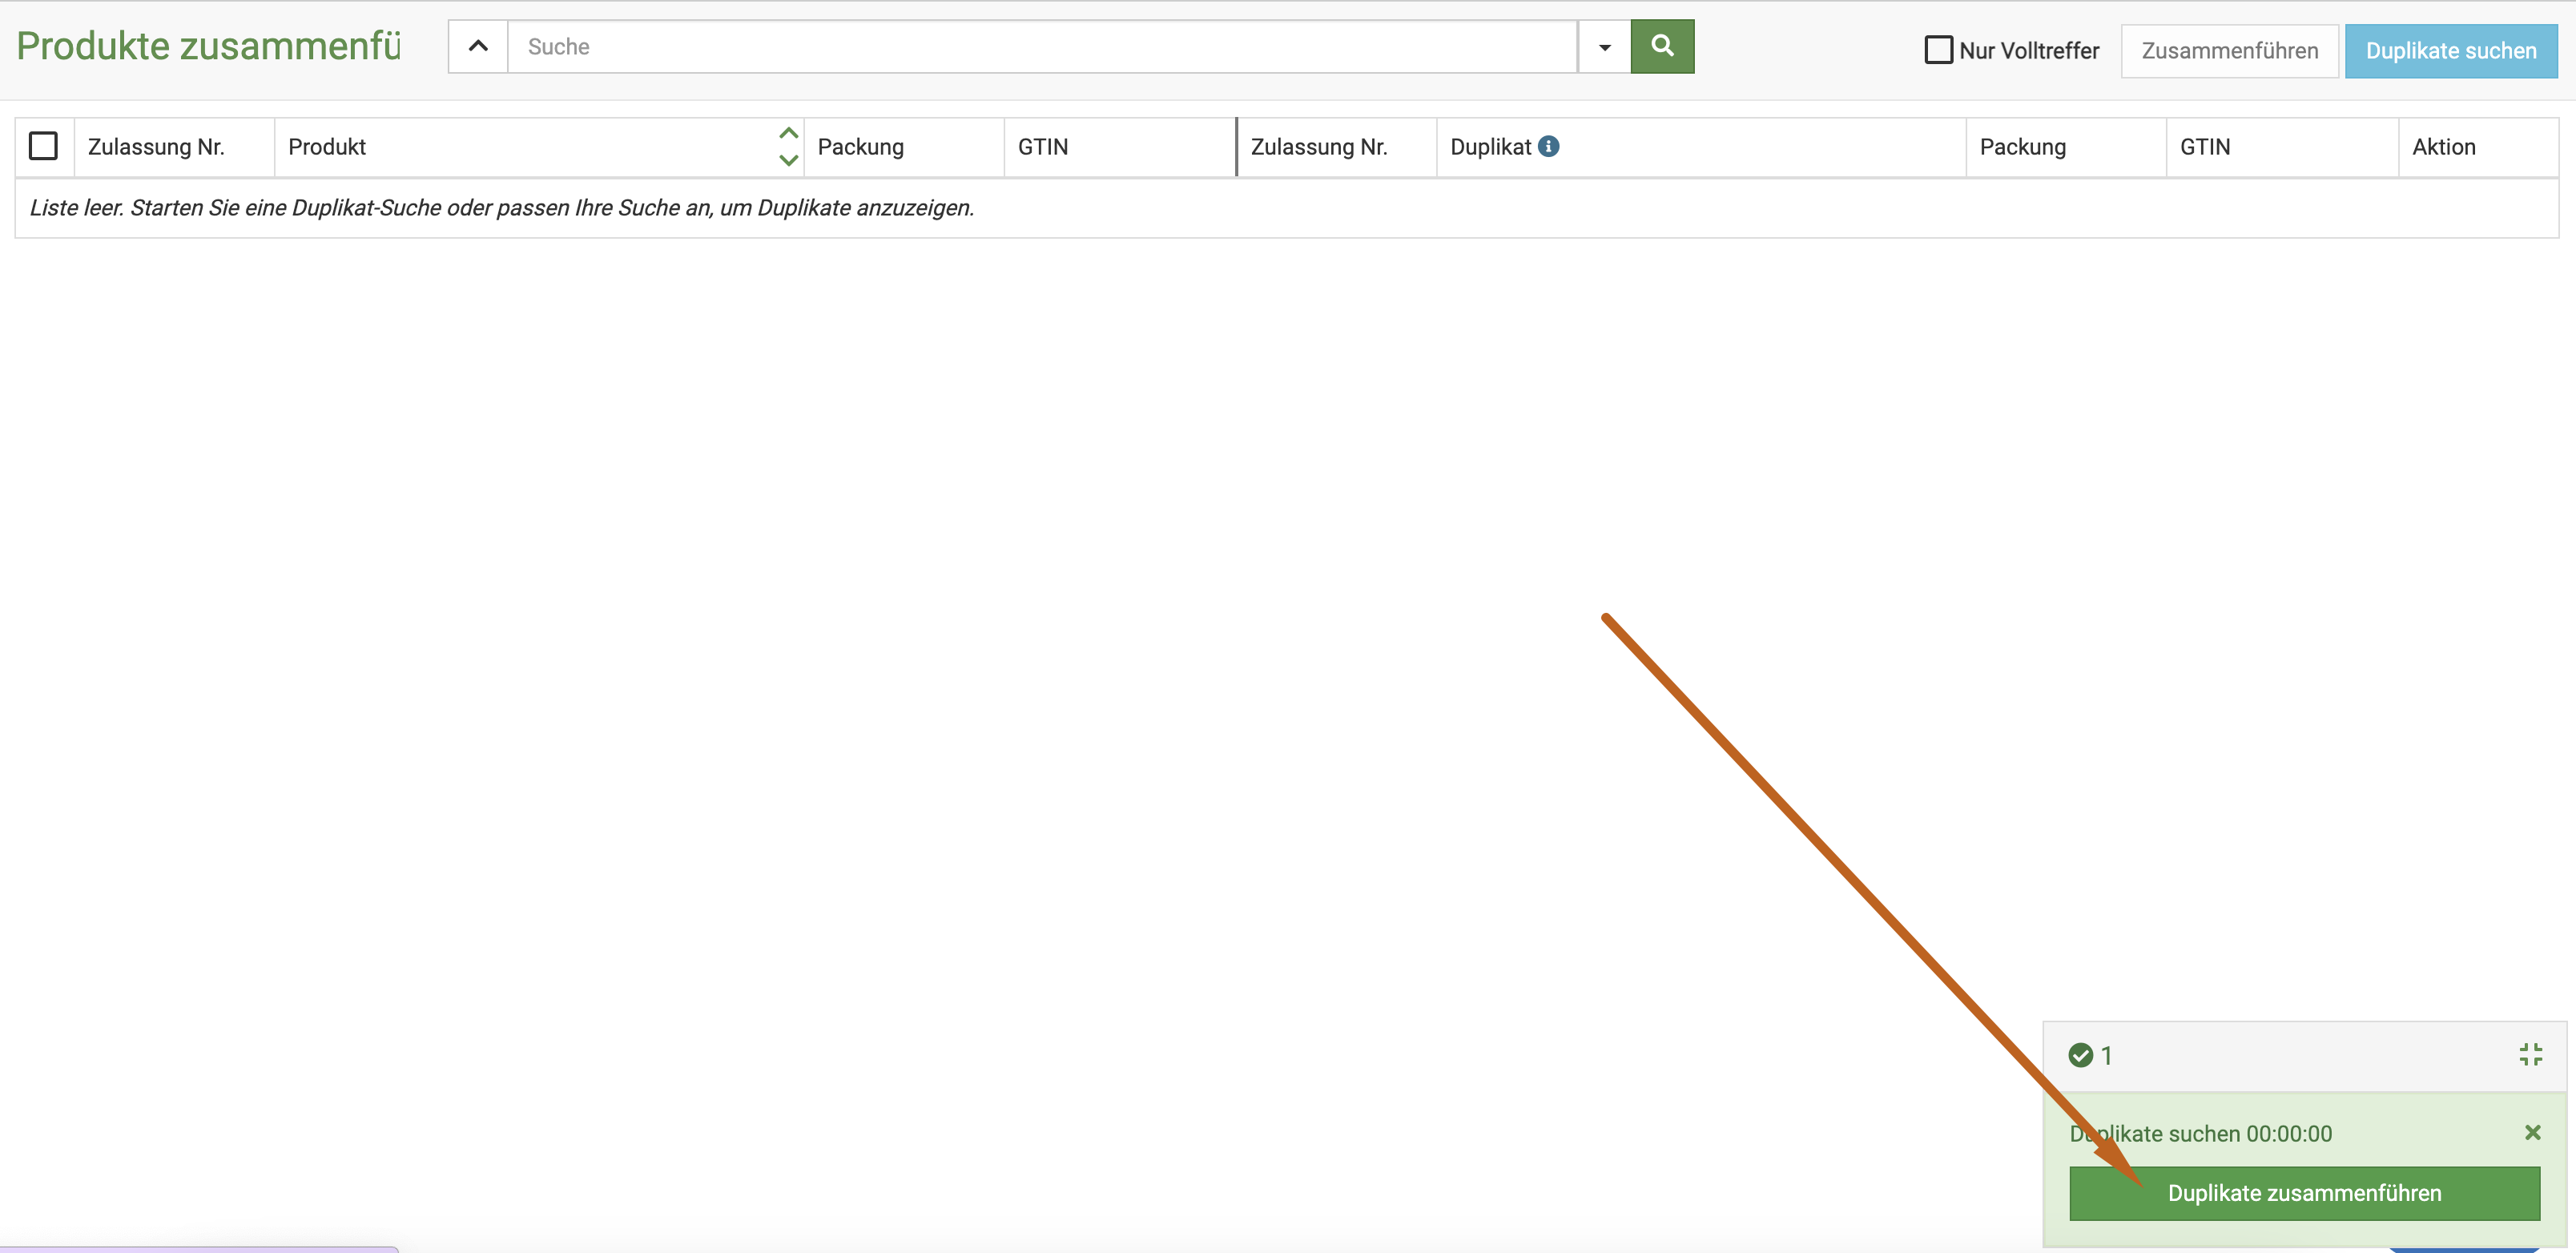 Produkte zusammenfü
Suche
Nur Volltreffer
Zusammenführen
Duplikate suchen
Zulassung Nr. Produkt Packung GTIN Zulassung Nr. Duplikat Packung GTIN Aktion
Liste leer. Starten Sie eine Duplikat-Suche oder passen Ihre Suche an, um Duplikate anzuzeigen.
1
Duplikate suchen 00:00:00
Duplikate zusammenführen